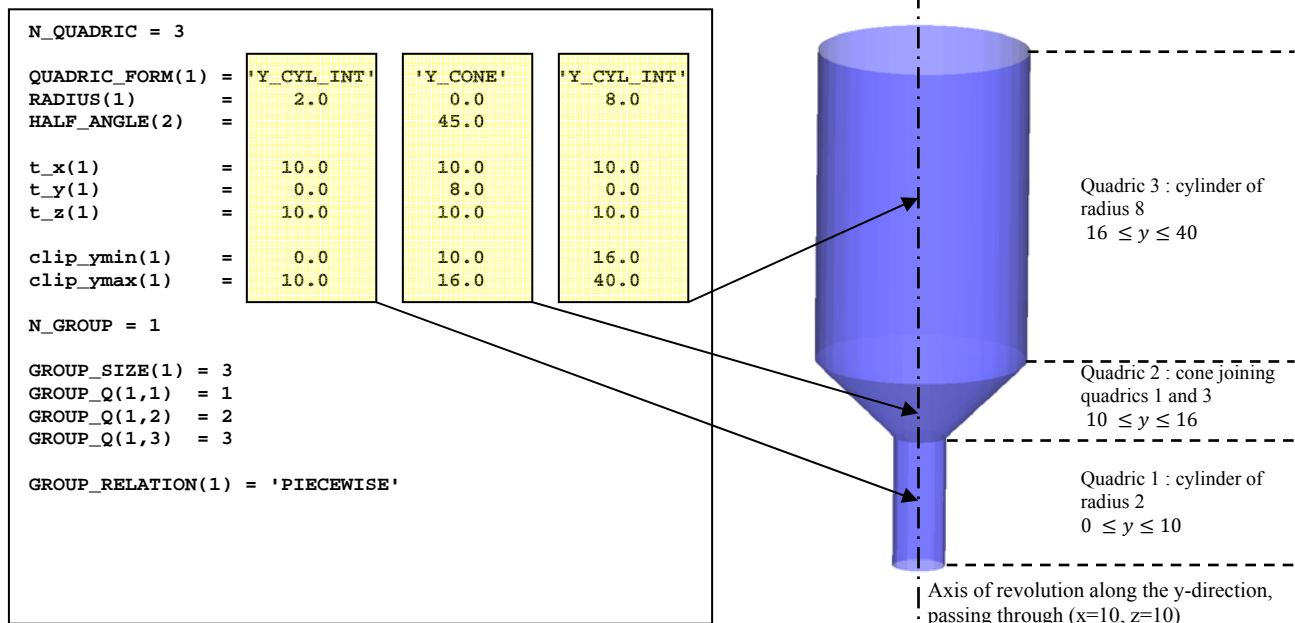 N_QUADRIC = 3
QUADRIC_FORM(1) = 'Y_CYL_INT' 'Y_CONE' 'Y_CYL_INT'
RADIUS(1) = 2.0 0.0 8.0
HALF_ANGLE(2) = 45.0
t_x(1) = 10.0 10.0 10.0
t_y(1) = 0.0 8.0 0.0
t_z(1) = 10.0 10.0 10.0
clip_ymin(1) = 0.0 10.0 16.0
clip_ymax(1) = 10.0 16.0 40.0
N_GROUP = 1
GROUP_SIZE(1) = 3
GROUP_Q(1,1) = 1
GROUP_Q(1,2) = 2
GROUP_Q(1,3) = 3
GROUP_RELATION(1) = 'PIECEWISE'
Quadric 3 : cylinder of
radius 8
16 ≤ y ≤ 40
Quadric 2 : cone joining
quadrics 1 and 3
10 ≤ y ≤ 16
Quadric 1 : cylinder of
radius 2
0 ≤ y ≤ 10
Axis of revolution along the y-direction,
passing through (x=10, z=10)